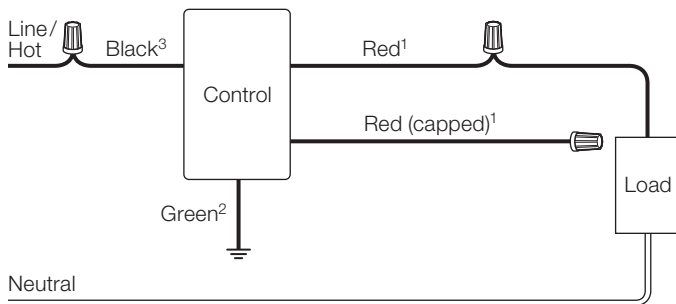 Line/
Hot
Black³
Red¹
Control
Red (capped)¹
Load
Green²
Neutral